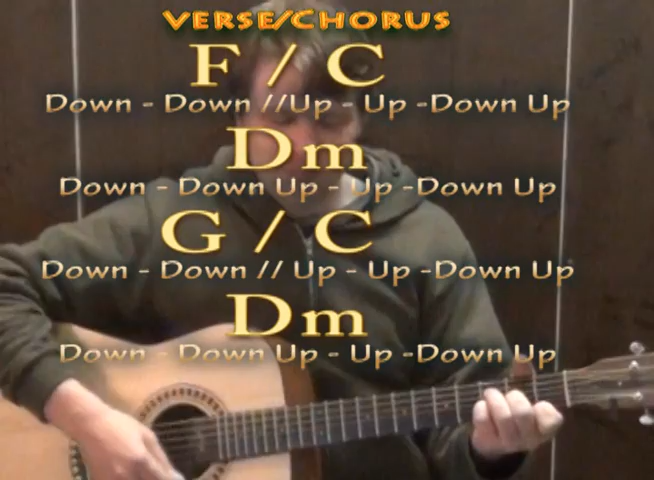 VERSE/CHORUS
F / C
Down - Down //Up - Up -Down Up
Dm
Down - Down Up - Up -Down Up
G / C
Down - Down // Up - Up -Down Up
Dm
Down - Down Up - Up -Down Up